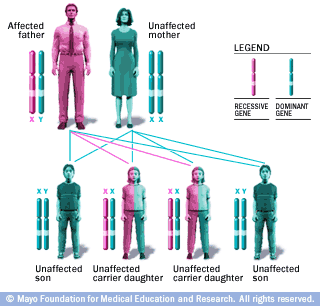 Affected
father
Unaffected
mother
LEGEND
RECESSIVE
GENE
DOMINANT
GENE
X Y
X X
X Y
X X
X X
X Y
Unaffected
son
Unaffected
carrier daughter
Unaffected
carrier daughter
Unaffected
son
© Mayo Foundation for Medical Education and Research. All rights reserved.